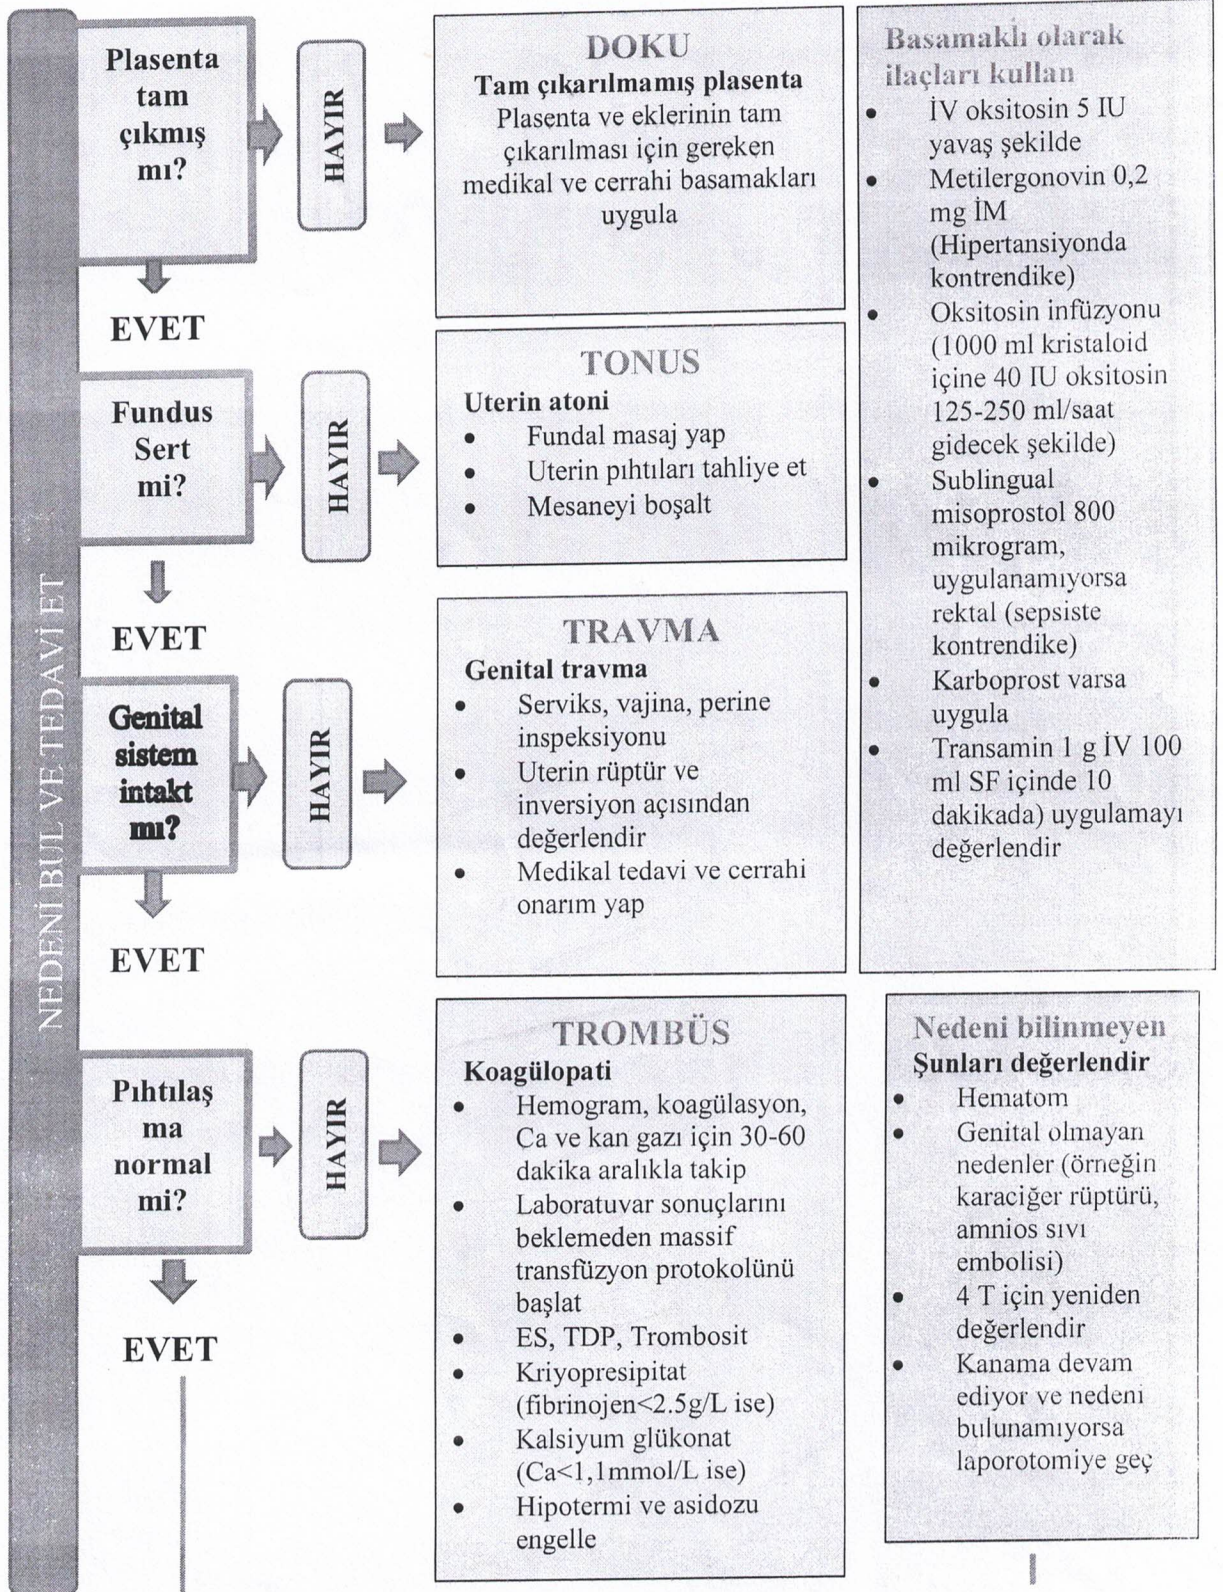 NEDENİ BUL VE TEDAVİ ET
Plasenta
tam
çıkmış
mı?
HAYIR
EVET
DOKU
Tam çıkarılmamış plasenta
Plasenta ve eklerinin tam
çıkarılması için gereken
medikal ve cerrahi basamakları
uygula
Fundus
Sert
mi?
HAYIR
EVET
TONUS
Uterin atoni
• Fundal masaj yap
• Uterin pıhtıları tahliye et
• Mesaneyi boşalt
Genital
sistem
intakt
mı?
HAYIR
EVET
TRAVMA
Genital travma
• Serviks, vajina, perine
inspeksiyonu
• Uterin rüptür ve
inversiyon açısından
değerlendir
• Medikal tedavi ve cerrahi
onarım yap
Basamaklı olarak
ilaçları kullan
• İV oksitosin 5 IU
yavaş şekilde
• Metilergonovin 0,2
mg İM
(Hipertansiyonda
kontrendike)
• Oksitosin infüzyonu
(1000 ml kristaloid
içine 40 IU oksitosin
125-250 ml/saat
gidecek şekilde)
• Sublingual
misoprostol 800
mikrogram,
uygulanamıyorsa
rektal (sepsiste
kontrendike)
• Karboprost varsa
uygula
• Transamin 1 g İV 100
ml SF içinde 10
dakikada) uygulamayı
değerlendir
Pıhtılaş
ma
normal
mi?
HAYIR
EVET
TROMBÜS
Koagülopati
• Hemogram, koagülasyon,
Ca ve kan gazı için 30-60
dakika aralıkla takip
• Laboratuvar sonuçlarını
beklemeden massif
transfüzyon protokolünü
başlat
• ES, TDP, Trombosit
• Kriyopresipitat
(fibrinojen<2.5g/L ise)
• Kalsiyum glükonat
(Ca<1,1mmol/L ise)
• Hipotermi ve asidozu
engelle
Nedeni bilinmeyen
Şunları değerlendir
• Hematom
• Genital olmayan
nedenler (örneğin
karaciğer rüptürü,
amnios sıvı
embolisi)
• 4 T için yeniden
değerlendir
• Kanama devam
ediyor ve nedeni
bulunamıyorsa
laporotomiye geç